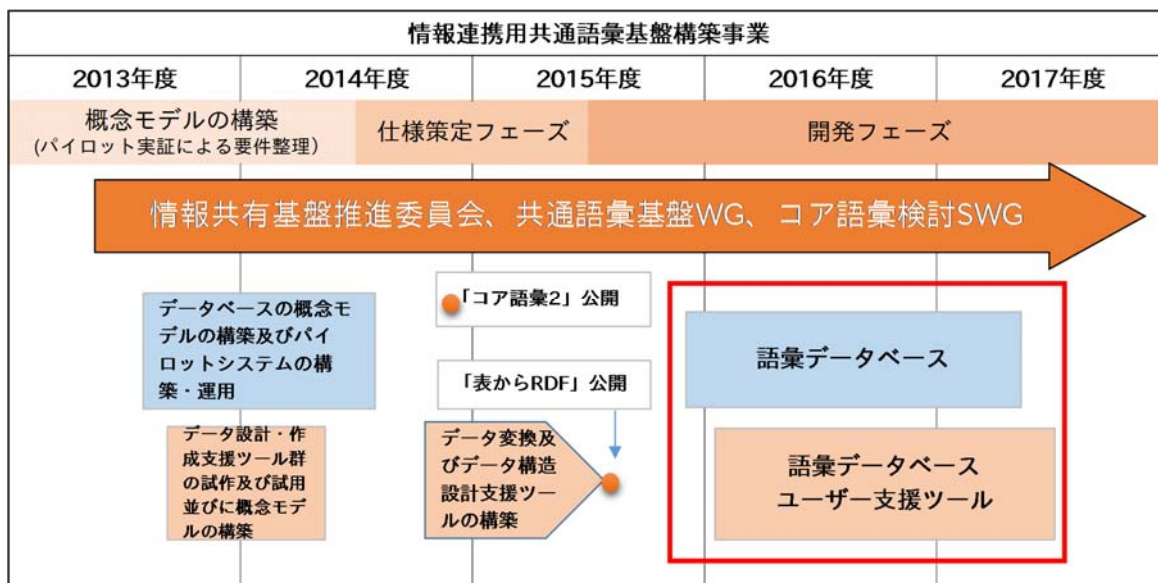 情報連携用共通語彙基盤構築事業
2013年度
2014年度
2015年度
2016年度
2017年度
概念モデルの構築
(パイロット実証による要件整理)
仕様策定フェーズ
開発フェーズ
情報共有基盤推進委員会、共通語彙基盤WG、コア語彙検討SWG
データベースの概念モ
デルの構築及びパイ
ロットシステムの構
築・運用
「コア語彙2」公開
語彙データベース
「表からRDF」公開
データ設計・作
成支援ツール群
の試作及び試用
並びに概念モデ
ルの構築
データ変換及
びデータ構造
設計支援ツー
ルの構築
語彙データベース
ユーザー支援ツール